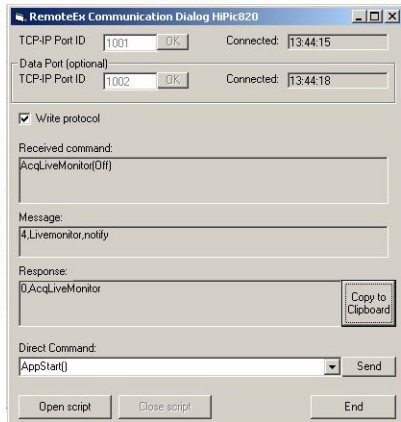 RemoteEx Communication Dialog HiPic820
TCP-IP Port ID 1001 OK Connected: 13:44:15
Data Port (optional)
TCP-IP Port ID 1002 OK Connected: 13:44:18
Write protocol
Received command:
AcqLiveMonitor(Off)
Message:
4,Livemonitor,notify
Response:
0,AcqLiveMonitor
Copy to
Clipboard
Direct Command:
AppStart()
Send
Open script Close script End